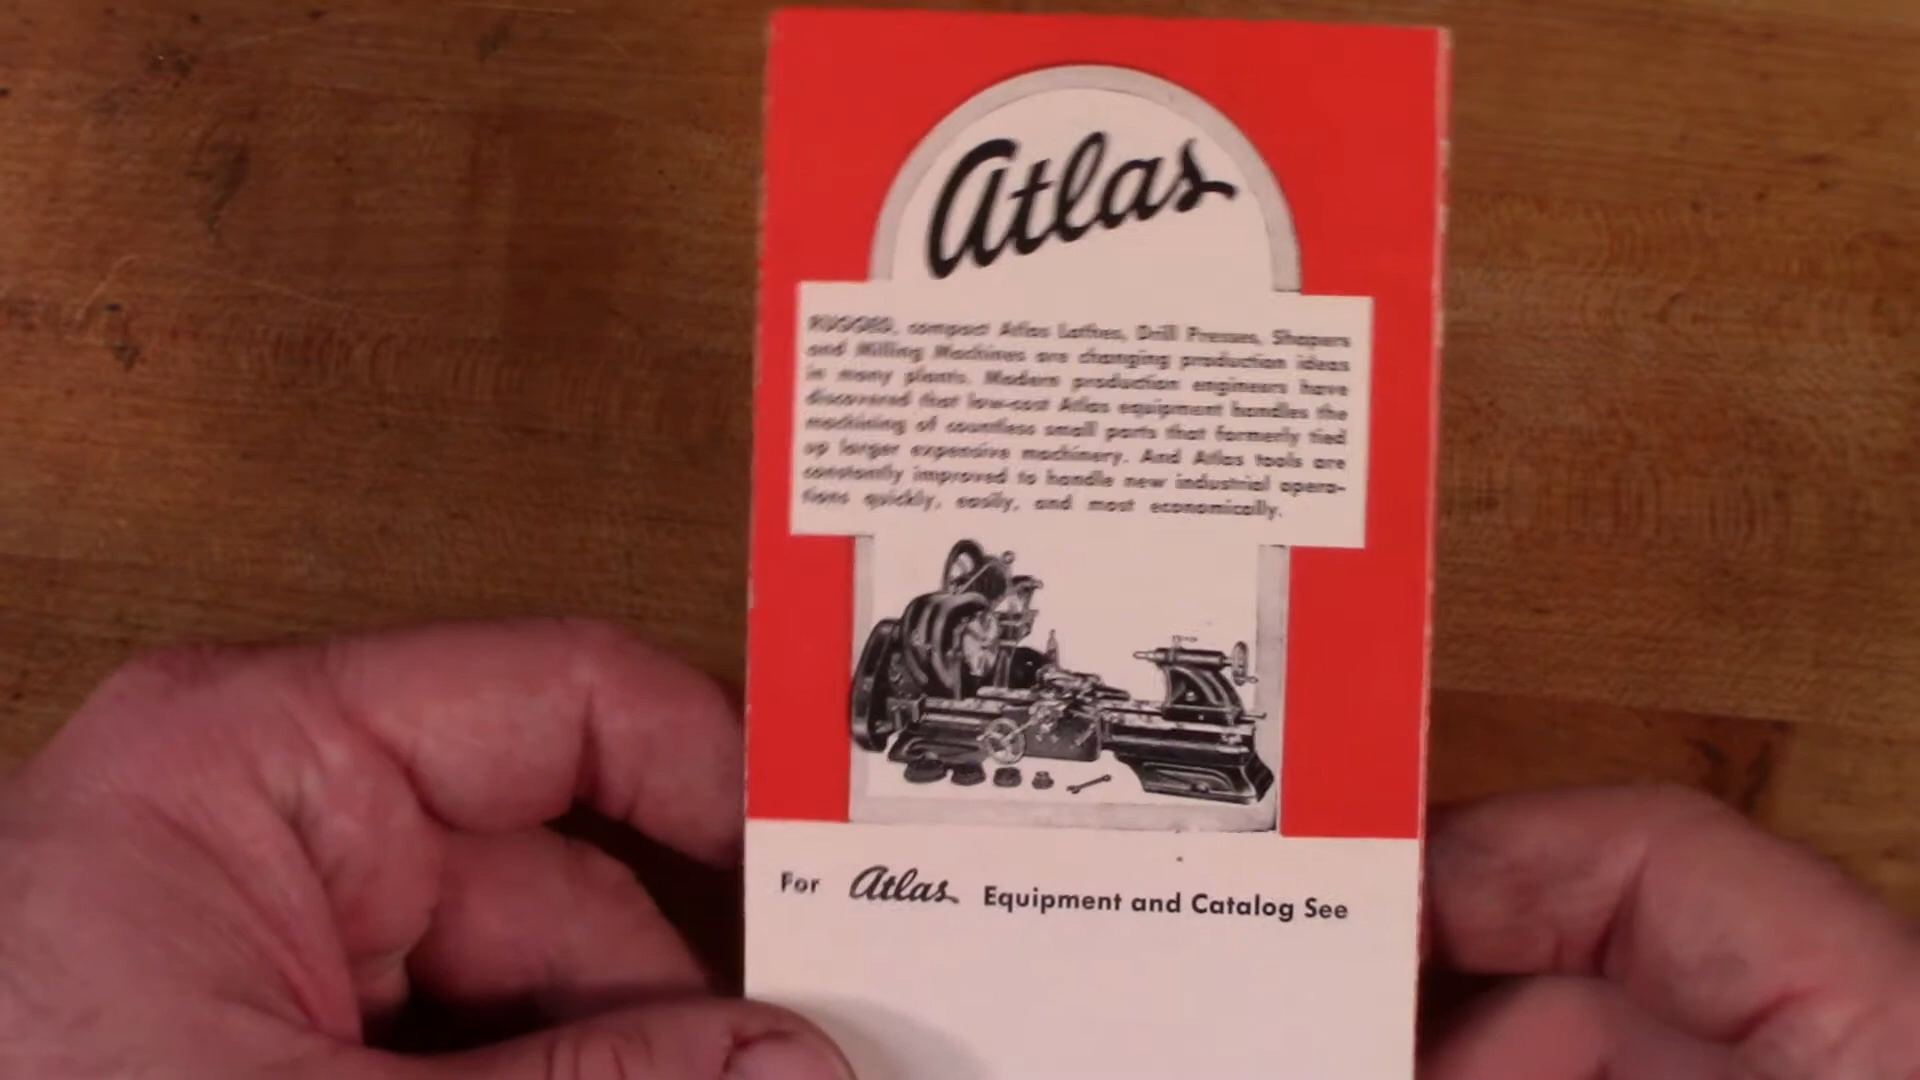 Atlas
RUGGED, compact Atlas Lathes, Drill Presses, Shapers
and Milling Machines are changing production ideas
in many plants. Modern production engineers have
discovered that low-cost Atlas equipment handles the
machining of countless small parts that formerly tied
up larger expensive machinery. And Atlas tools are
constantly improved to handle new industrial opera-
tions quickly, easily, and most economically.
For Atlas Equipment and Catalog See